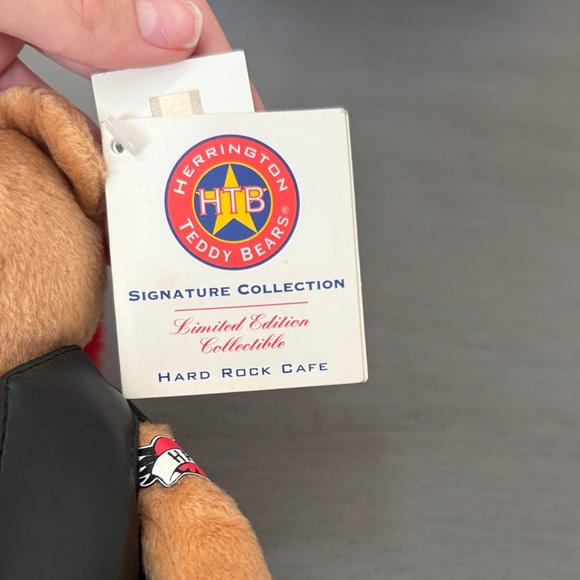 HERRINGTON
HTB
TEDDY BEARS®
SIGNATURE COLLECTION
Limited Edition
Collectible
HARD ROCK CAFE